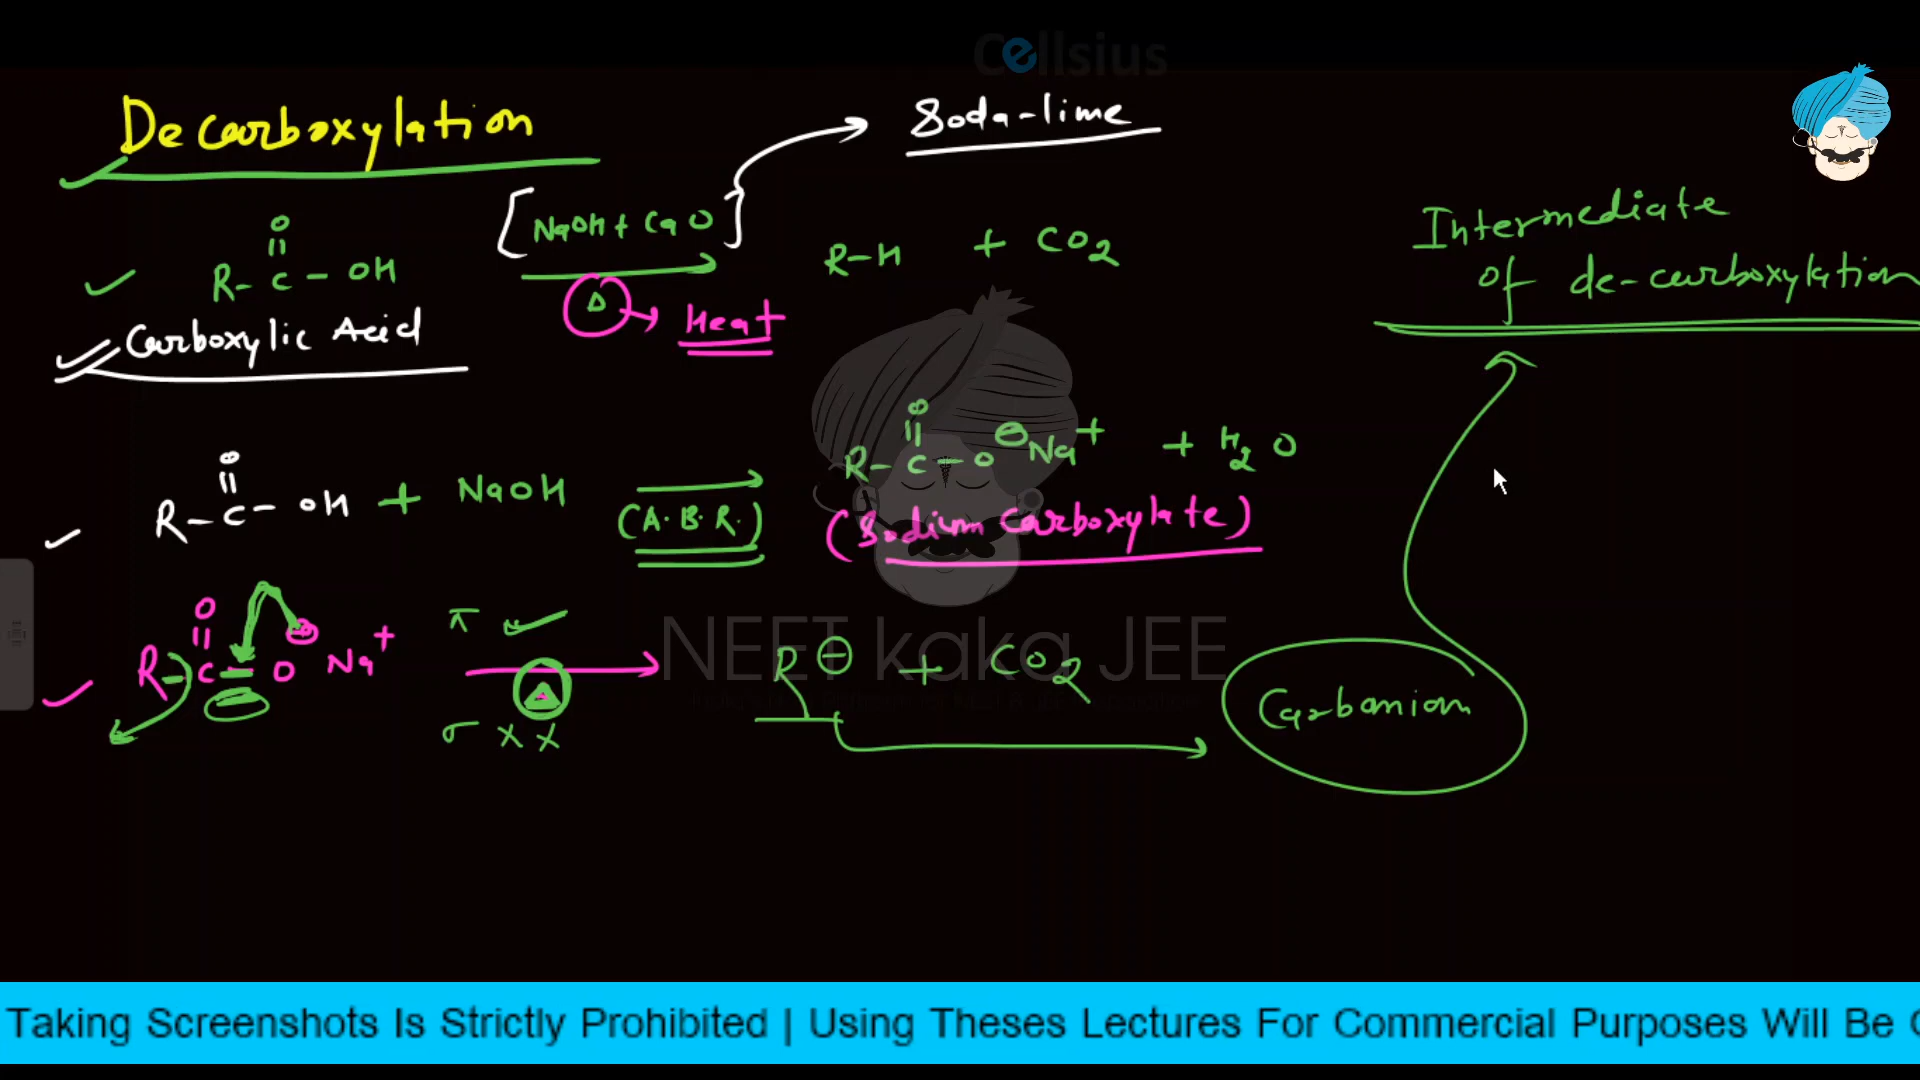 Cellsius
Decarboxylation
Soda-lime
[NaOH + CaO]
O
R-C-OH
R-H + CO2
Δ → Heat
Carboxylic Acid
Intermediate
of de-carboxylation
O
R-C-OH + NaOH
(A.B.R.)
O
R-C-O ⊖ Na+ + H2O
(Sodium carboxylate)
O
R-C-O ⊖ Na+
π ✓
Δ
σ X X
R⊖ + CO2
Carbanion
NEET kaka JEE
Taking Screenshots Is Strictly Prohibited | Using Theses Lectures For Commercial Purposes Will Be